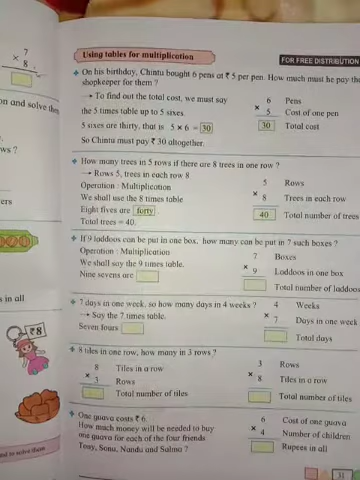 7
× 8
on and solve them
ws ?
ers
s in all
₹8
and to solve them
Using tables for multiplication
FOR FREE DISTRIBUTION
On his birthday, Chintu bought 6 pens at ₹ 5 per pen. How much must he pay the
shopkeeper for them ?
→ To find out the total cost, we must say
the 5 times table up to 5 sixes.
5 sixes are thirty, that is 5 × 6 = 30
So Chintu must pay ₹ 30 altogether.
6 Pens
× 5 Cost of one pen
30 Total cost
How many trees in 5 rows if there are 8 trees in one row ?
→ Rows 5, trees in each row 8
Operation : Multiplication
We shall use the 8 times table
Eight fives are forty
Total trees = 40.
5 Rows
× 8 Trees in each row
40 Total number of trees
If 9 laddoos can be put in one box, how many can be put in 7 such boxes ?
Operation : Multiplication
We shall say the 9 times table.
Nine sevens are
7 Boxes
× 9 Laddoos in one box
Total number of laddoos
7 days in one week, so how many days in 4 weeks ?
→ Say the 7 times table.
Seven fours
4 Weeks
× 7 Days in one week
Total days
8 tiles in one row, how many in 3 rows ?
8 Tiles in a row
× 3 Rows
Total number of tiles
3 Rows
× 8 Tiles in a row
Total number of tiles
One guava costs ₹ 6
How much money will be needed to buy
one guava for each of the four friends
Tony, Sonu, Nandu and Salma ?
6 Cost of one guava
× 4 Number of children
Rupees in all
31